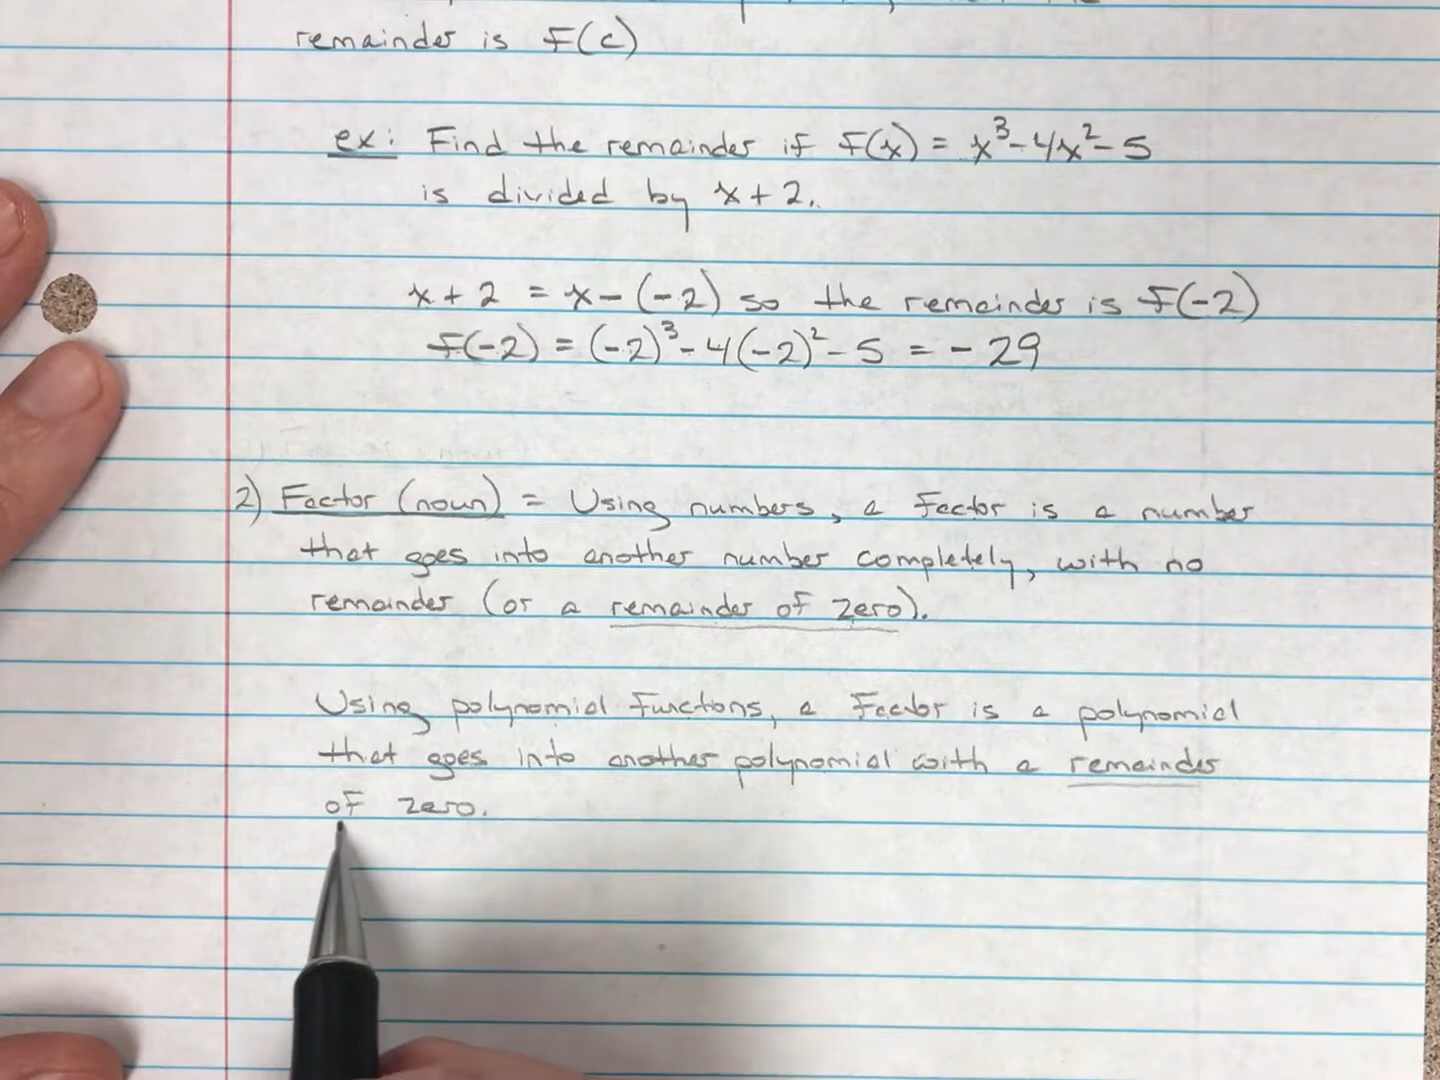 remainder is f(c)
ex: Find the remainder if f(x) = x³-4x²-5
is divided by x+2.
x+2 = x-(-2) so the remainder is f(-2)
f(-2) = (-2)³-4(-2)²-5 = -29
2) Factor (noun) = Using numbers, a factor is a number
that goes into another number completely, with no
remainder (or a remainder of zero).
Using polynomial functions, a factor is a polynomial
that goes into another polynomial with a remainder
of zero.